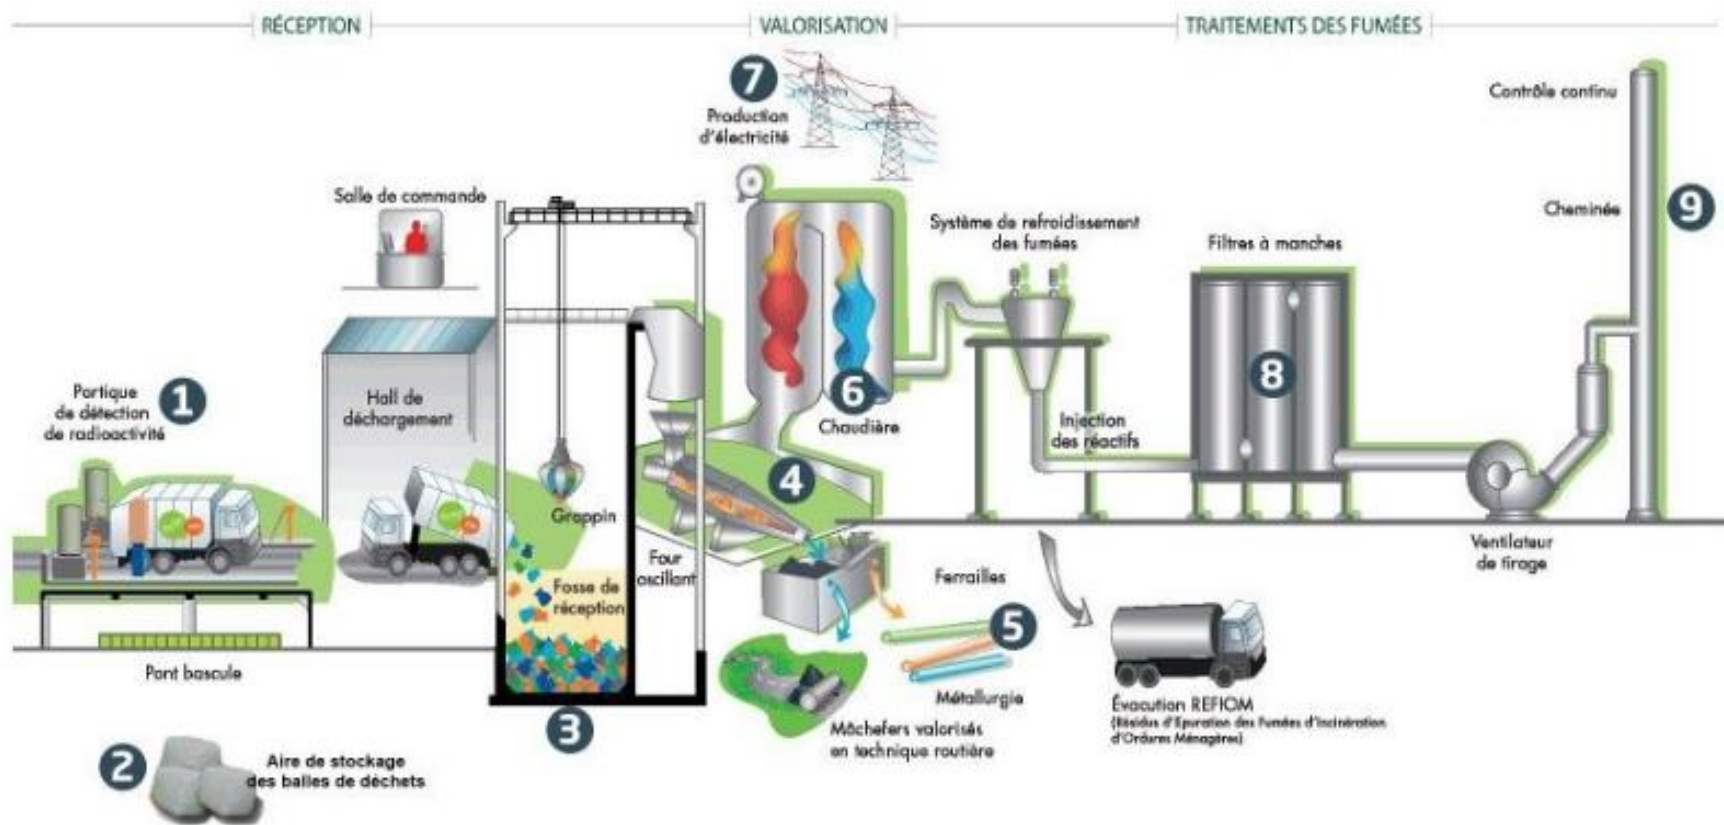 RÉCEPTION
VALORISATION
TRAITEMENTS DES FUMÉES
7
Production
d'électricité
Contrôle continu
Salle de commande
Cheminée
9
Système de refroidissement
des fumées
Filtres à manches
Portique
de détection
de radioactivité
1
Hall de
déchargement
6
Chaudière
8
Injection
des réactifs
4
Grappin
Four
oscillant
Fosse de
réception
Ventilateur
de tirage
Ferrailles
5
Métallurgie
Pont bascule
3
Mâchefers valorisés
en technique routière
Évacution REFIOM
(Résidus d'Epuration des Fumées d'Incinération
d'Ordures Ménagères)
2
Aire de stockage
des balles de déchets